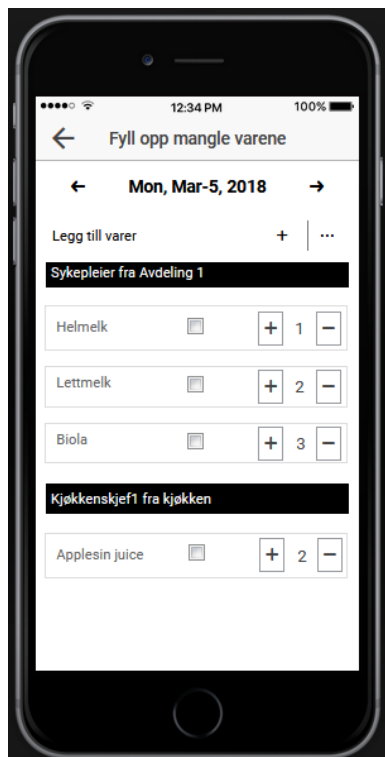 12:34 PM 100%
Fyll opp mangle varene
Mon, Mar-5, 2018
Legg till varer + ...
Sykepleier fra Avdeling 1
Helmelk + 1 −
Lettmelk + 2 −
Biola + 3 −
Kjøkkenskjef1 fra kjøkken
Applesin juice + 2 −